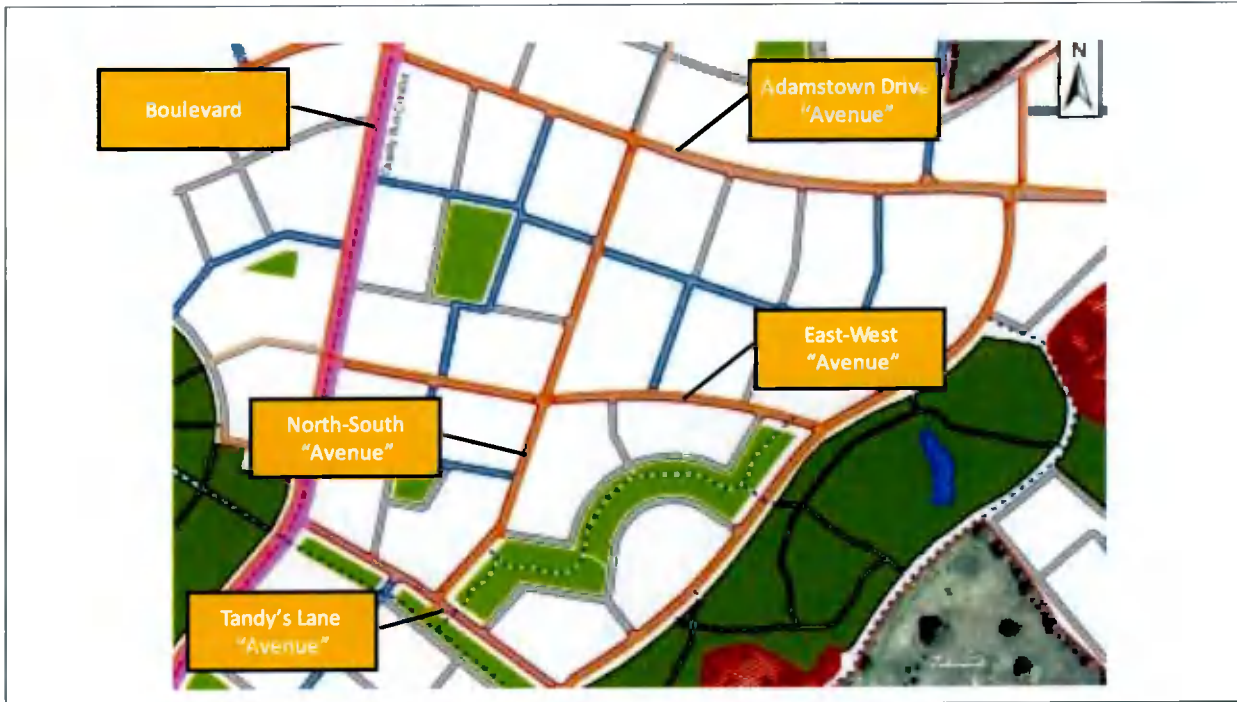 N
Boulevard
Adamstown Drive
"Avenue"
East-West
"Avenue"
North-South
"Avenue"
Tandy's Lane
"Avenue"